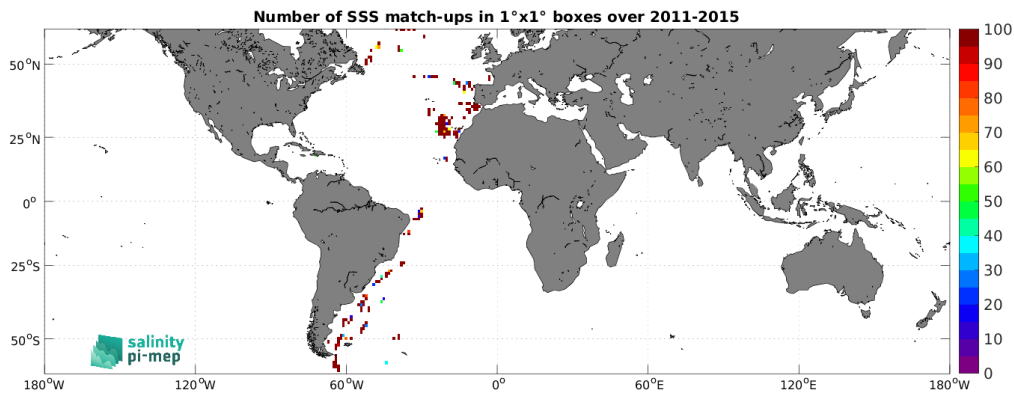 Number of SSS match-ups in 1°x1° boxes over 2011-2015
50°N
25°N
0°
25°S
50°S
180°W
120°W
60°W
0°
60°E
120°E
180°W
100
90
80
70
60
50
40
30
20
10
0
salinity
pi-mep